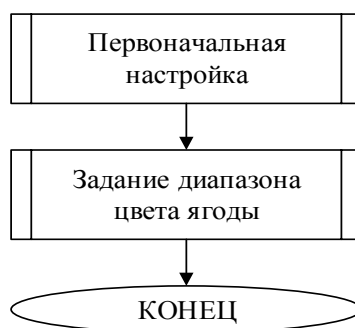 Первоначальная
настройка
Задание диапазона
цвета ягоды
КОНЕЦ